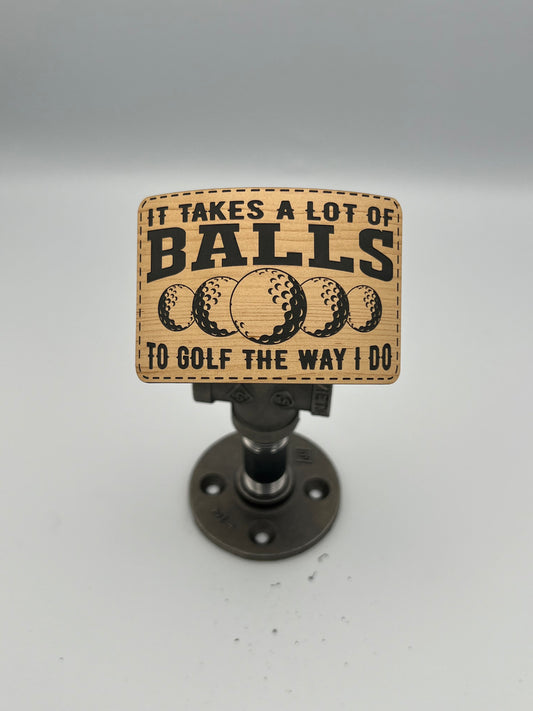 IT TAKES A LOT OF
BALLS
TO GOLF THE WAY I DO